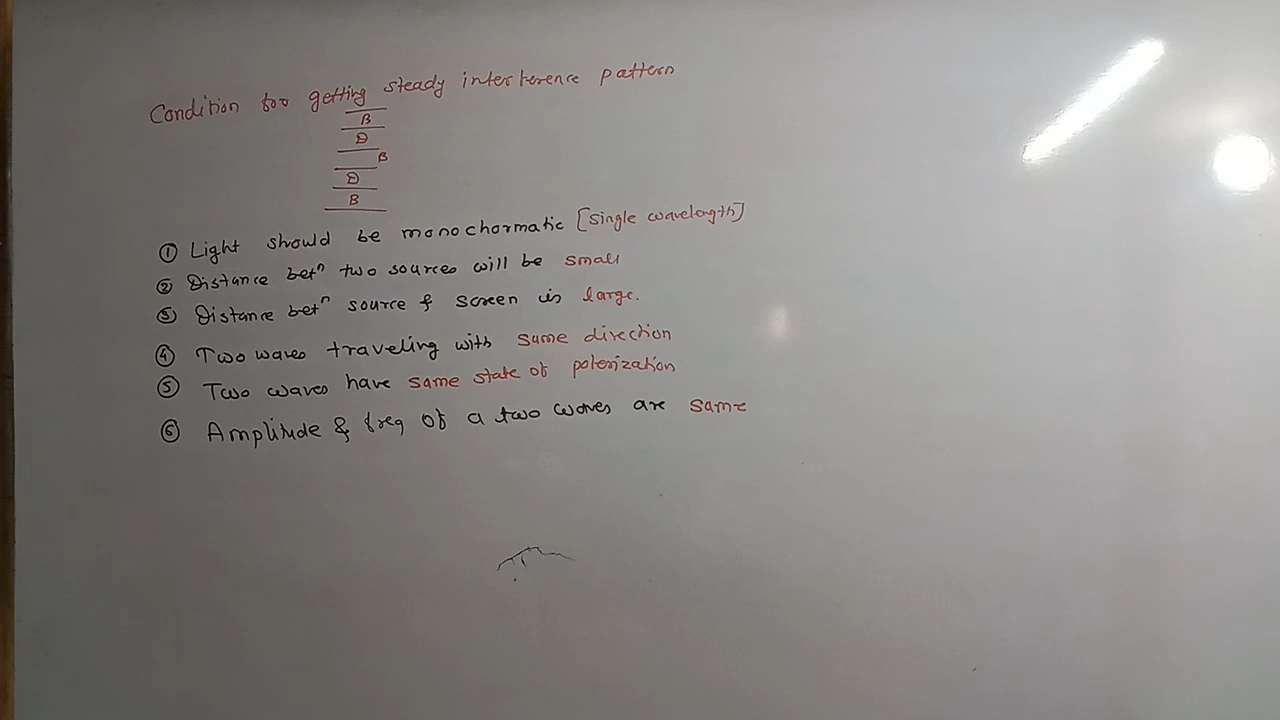 Condition for getting steady interference pattern
B
D
B
D
B
① Light should be monochormatic [single wavelength]
② Distance betⁿ two sources will be small
③ Distance betⁿ source & screen is large.
④ Two waves traveling with same direction
⑤ Two waves have same state of polerization
⑥ Amplitude & freq of a two waves are same